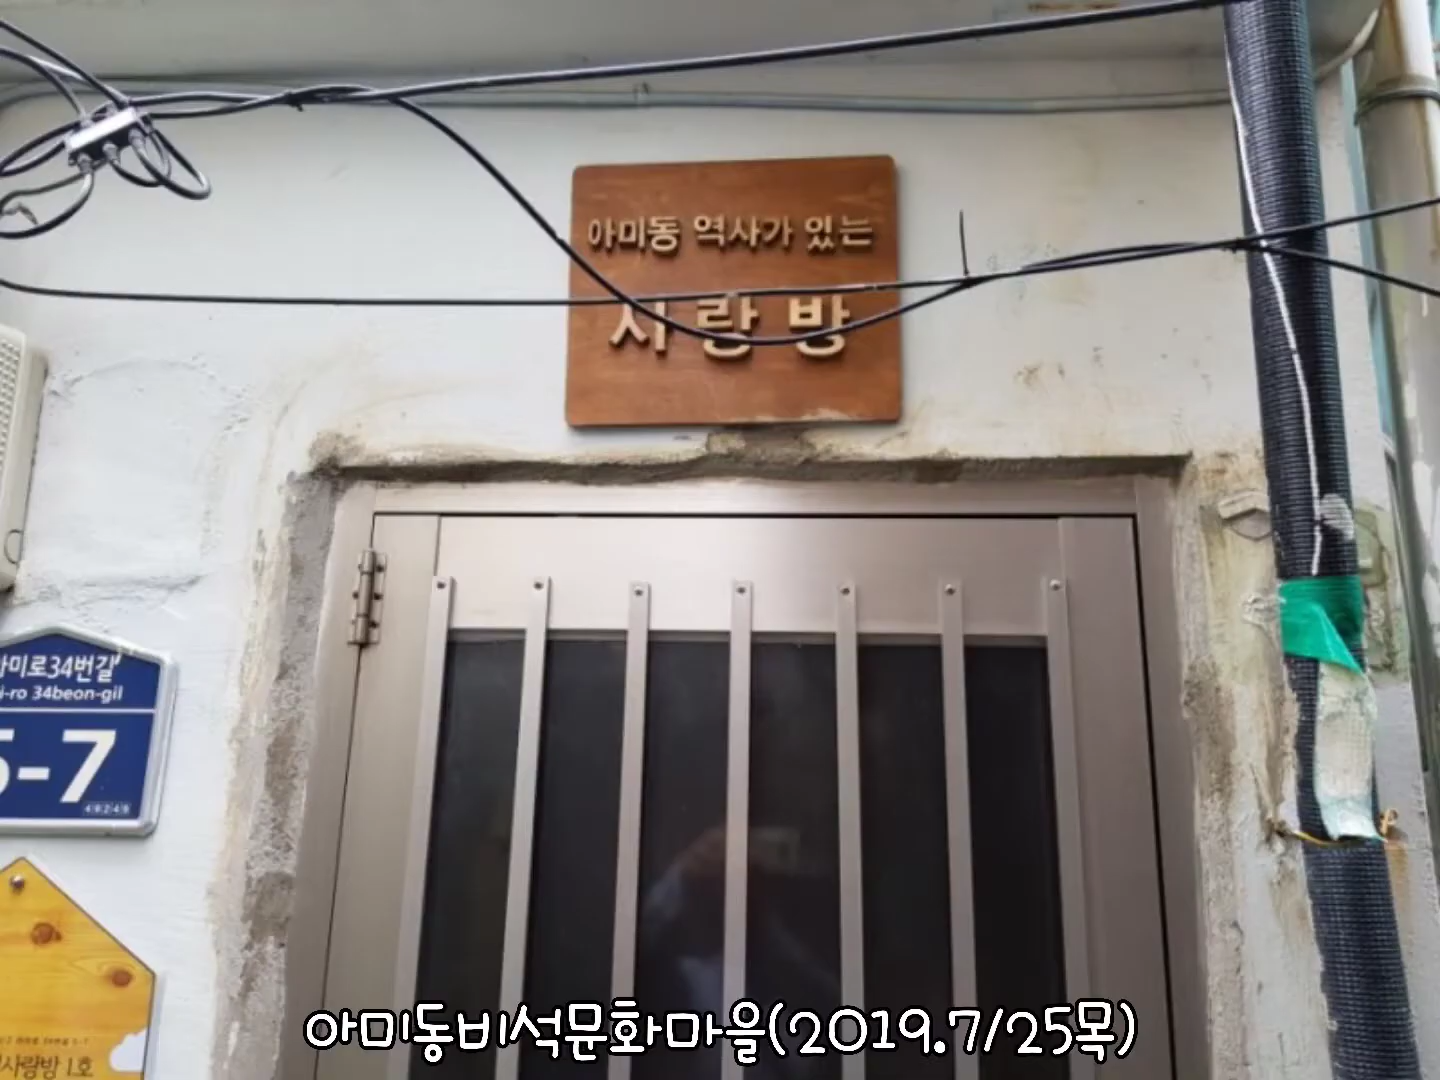 아미동 역사가 있는
사랑방
미로34번길
-ro 34beon-gil
5-7
사랑방 1호
아미동비석문화마을(2019.7/25목)